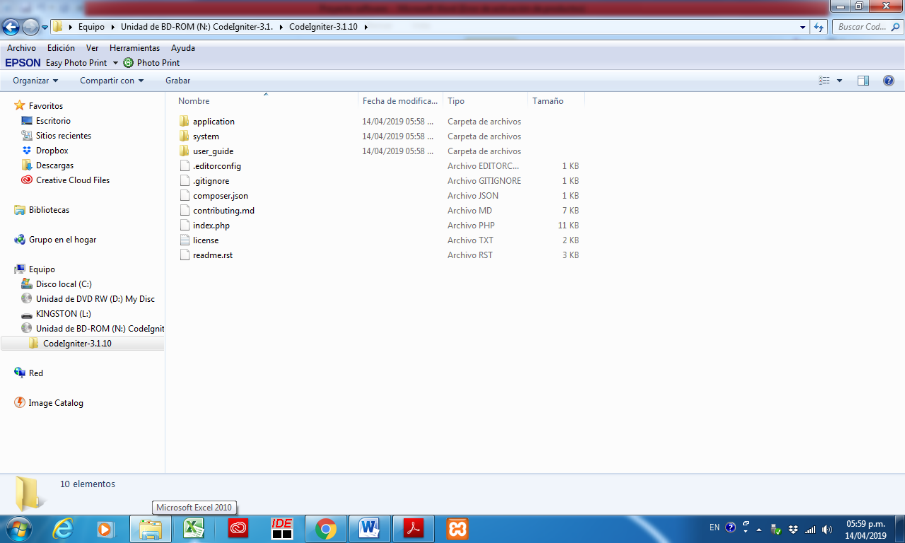 Equipo Unidad de BD-ROM (N:) CodeIgniter-3.1. CodeIgniter-3.1.10 Buscar Cod...
Archivo Edición Ver Herramientas Ayuda
EPSON Easy Photo Print Photo Print
Organizar Compartir con Grabar
Nombre Fecha de modifica... Tipo Tamaño
Favoritos
Escritorio
Sitios recientes
Dropbox
Descargas
Creative Cloud Files
Bibliotecas
Grupo en el hogar
Equipo
Disco local (C:)
Unidad de DVD RW (D:) My Disc
KINGSTON (L:)
Unidad de BD-ROM (N:) CodeIgnit
CodeIgniter-3.1.10
Red
Image Catalog
application 14/04/2019 05:58 ... Carpeta de archivos
system 14/04/2019 05:58 ... Carpeta de archivos
user_guide 14/04/2019 05:58 ... Carpeta de archivos
.editorconfig Archivo EDITORC... 1 KB
.gitignore Archivo GITIGNORE 1 KB
composer.json Archivo JSON 1 KB
contributing.md Archivo MD 7 KB
index.php Archivo PHP 11 KB
license Archivo TXT 2 KB
readme.rst Archivo RST 3 KB
10 elementos
Microsoft Excel 2010
IDE
EN 05:59 p.m.
14/04/2019